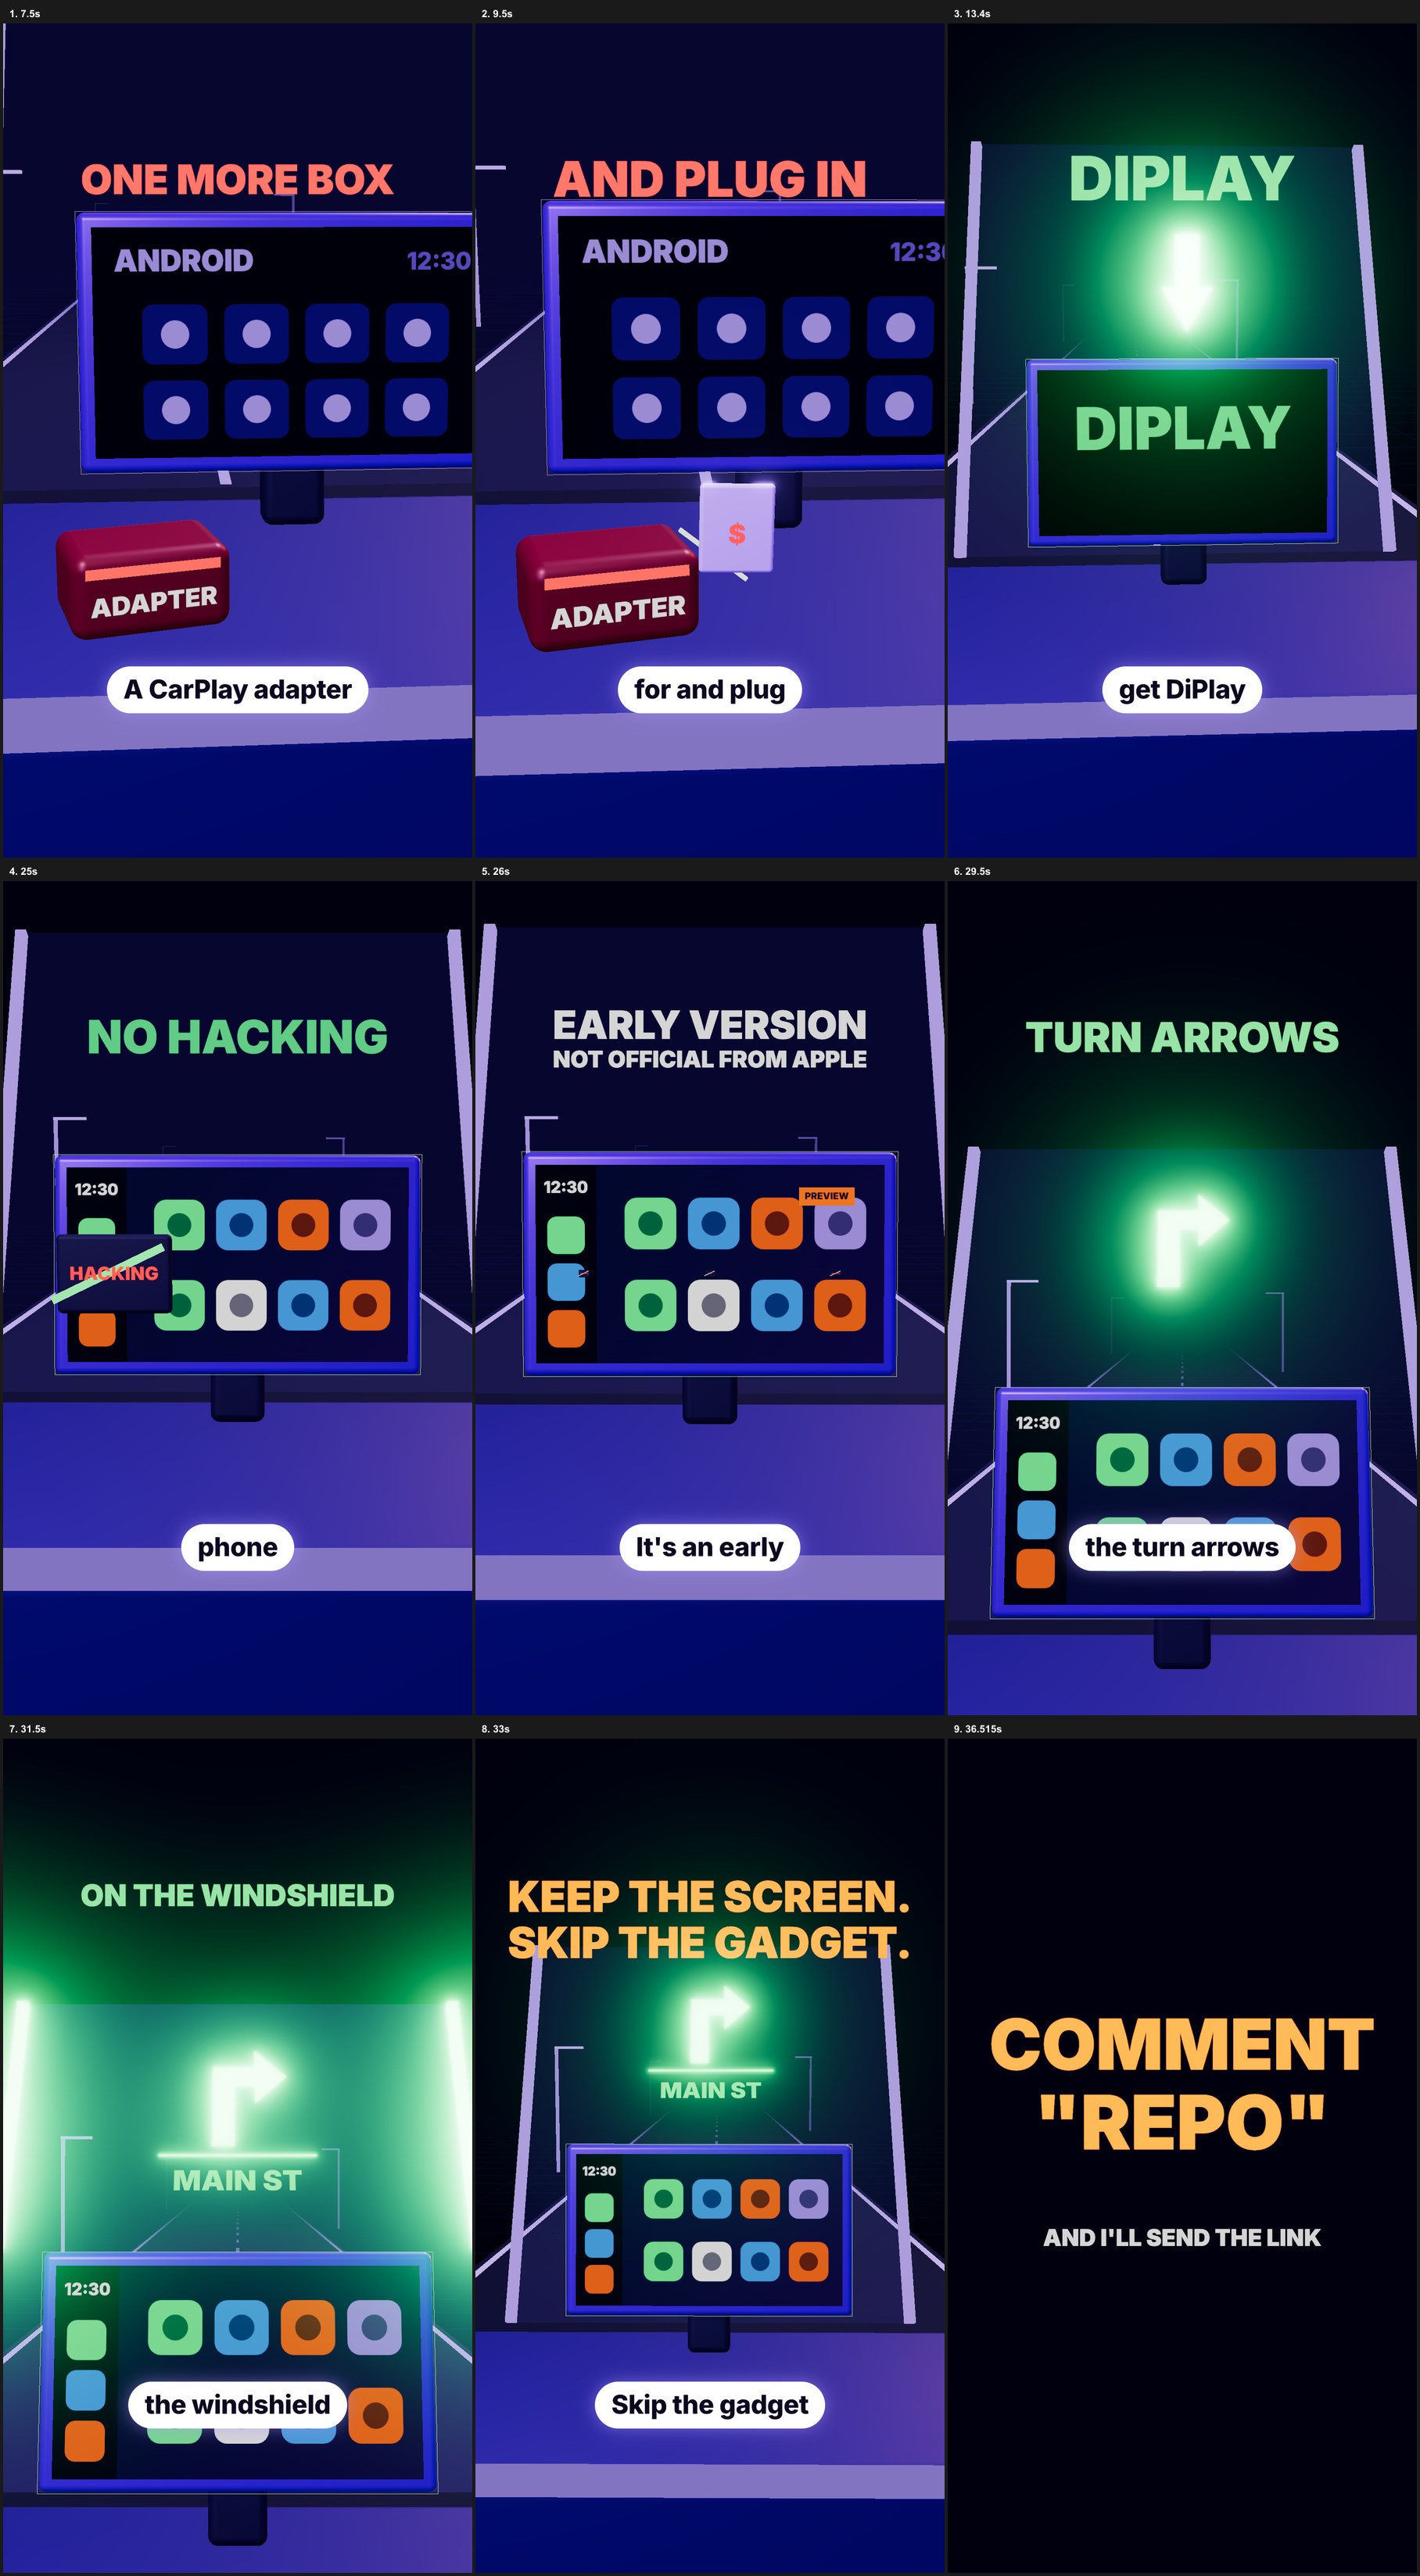 1. 7.5s
ONE MORE BOX
ANDROID
12:30
ADAPTER
A CarPlay adapter
2. 9.5s
AND PLUG IN
ANDROID
$
ADAPTER
for and plug
3. 13.4s
DIPLAY
DIPLAY
get DiPlay
4. 25s
NO HACKING
12:30
HACKING
phone
5. 26s
EARLY VERSION
NOT OFFICIAL FROM APPLE
12:30
PREVIEW
It's an early
6. 29.5s
TURN ARROWS
12:30
the turn arrows
7. 31.5s
ON THE WINDSHIELD
MAIN ST
12:30
the windshield
8. 33s
KEEP THE SCREEN.
SKIP THE GADGET.
MAIN ST
12:30
Skip the gadget
9. 36.515s
COMMENT
"REPO"
AND I'LL SEND THE LINK